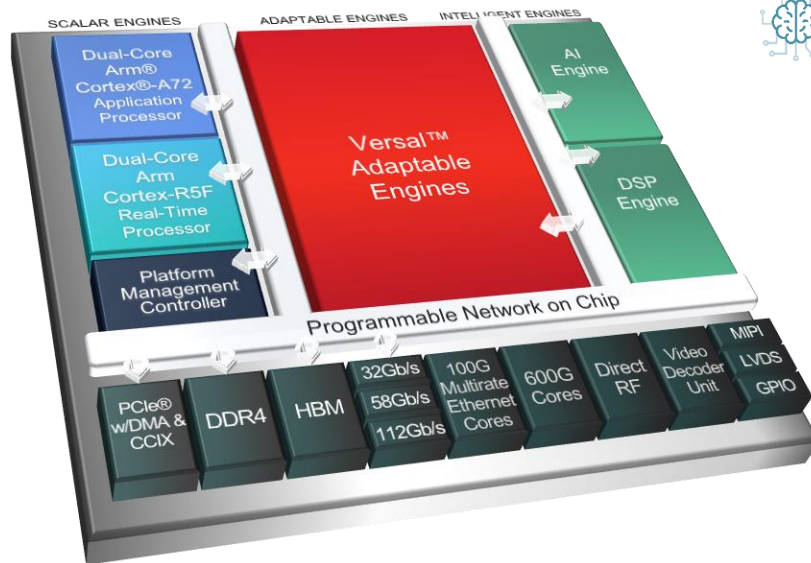 SCALAR ENGINES
ADAPTABLE ENGINES
INTELLIGENT ENGINES
Dual-Core
Arm®
Cortex®-A72
Application
Processor
Dual-Core
Arm
Cortex-R5F
Real-Time
Processor
Platform
Management
Controller
Versal™
Adaptable
Engines
AI
Engine
DSP
Engine
Programmable Network on Chip
PCIe®
w/DMA &
CCIX
DDR4
HBM
32Gb/s
58Gb/s
112Gb/s
100G
Multirate
Ethernet
Cores
600G
Cores
Direct
RF
Video
Decoder
Unit
MIPI
LVDS
GPIO